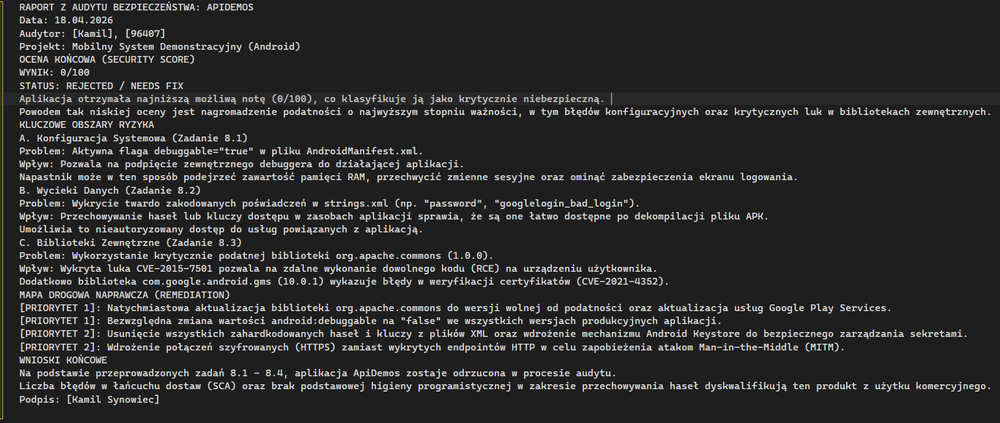 RAPORT Z AUDYTU BEZPIECZEŃSTWA: APIDEMOS
Data: 18.04.2026
Audytor: [Kamil], [96407]
Projekt: Mobilny System Demonstracyjny (Android)
OCENA KOŃCOWA (SECURITY SCORE)
WYNIK: 0/100
STATUS: REJECTED / NEEDS FIX
Aplikacja otrzymała najniższą możliwą notę (0/100), co klasyfikuje ją jako krytycznie niebezpieczną.
Powodem tak niskiej oceny jest nagromadzenie podatności o najwyższym stopniu ważności, w tym błędów konfiguracyjnych oraz krytycznych luk w bibliotekach zewnętrznych.
KLUCZOWE OBSZARY RYZYKA
A. Konfiguracja Systemowa (Zadanie 8.1)
Problem: Aktywna flaga debuggable="true" w pliku AndroidManifest.xml.
Wpływ: Pozwala na podpięcie zewnętrznego debuggera do działającej aplikacji.
Napastnik może w ten sposób podejrzeć zawartość pamięci RAM, przechwycić zmienne sesyjne oraz ominąć zabezpieczenia ekranu logowania.
B. Wycieki Danych (Zadanie 8.2)
Problem: Wykrycie twardo zakodowanych poświadczeń w strings.xml (np. "password", "googlelogin_bad_login").
Wpływ: Przechowywanie haseł lub kluczy dostępu w zasobach aplikacji sprawia, że są one łatwo dostępne po dekompilacji pliku APK.
Umożliwia to nieautoryzowany dostęp do usług powiązanych z aplikacją.
C. Biblioteki Zewnętrzne (Zadanie 8.3)
Problem: Wykorzystanie krytycznie podatnej biblioteki org.apache.commons (1.0.0).
Wpływ: Wykryta luka CVE-2015-7501 pozwala na zdalne wykonanie dowolnego kodu (RCE) na urządzeniu użytkownika.
Dodatkowo biblioteka com.google.android.gms (10.0.1) wykazuje błędy w weryfikacji certyfikatów (CVE-2021-4352).
MAPA DROGOWA NAPRAWCZA (REMEDIATION)
[PRIORYTET 1]: Natychmiastowa aktualizacja biblioteki org.apache.commons do wersji wolnej od podatności oraz aktualizacja usług Google Play Services.
[PRIORYTET 1]: Bezwzględna zmiana wartości android:debuggable na "false" we wszystkich wersjach produkcyjnych aplikacji.
[PRIORYTET 2]: Usunięcie wszystkich zahardkodowanych haseł i kluczy z plików XML oraz wdrożenie mechanizmu Android Keystore do bezpiecznego zarządzania sekretami.
[PRIORYTET 2]: Wdrożenie połączeń szyfrowanych (HTTPS) zamiast wykrytych endpointów HTTP w celu zapobieżenia atakom Man-in-the-Middle (MITM).
WNIOSKI KOŃCOWE
Na podstawie przeprowadzonych zadań 8.1 – 8.4, aplikacja ApiDemos zostaje odrzucona w procesie audytu.
Liczba błędów w łańcuchu dostaw (SCA) oraz brak podstawowej higieny programistycznej w zakresie przechowywania haseł dyskwalifikują ten produkt z użytku komercyjnego.
Podpis: [Kamil Synowiec]